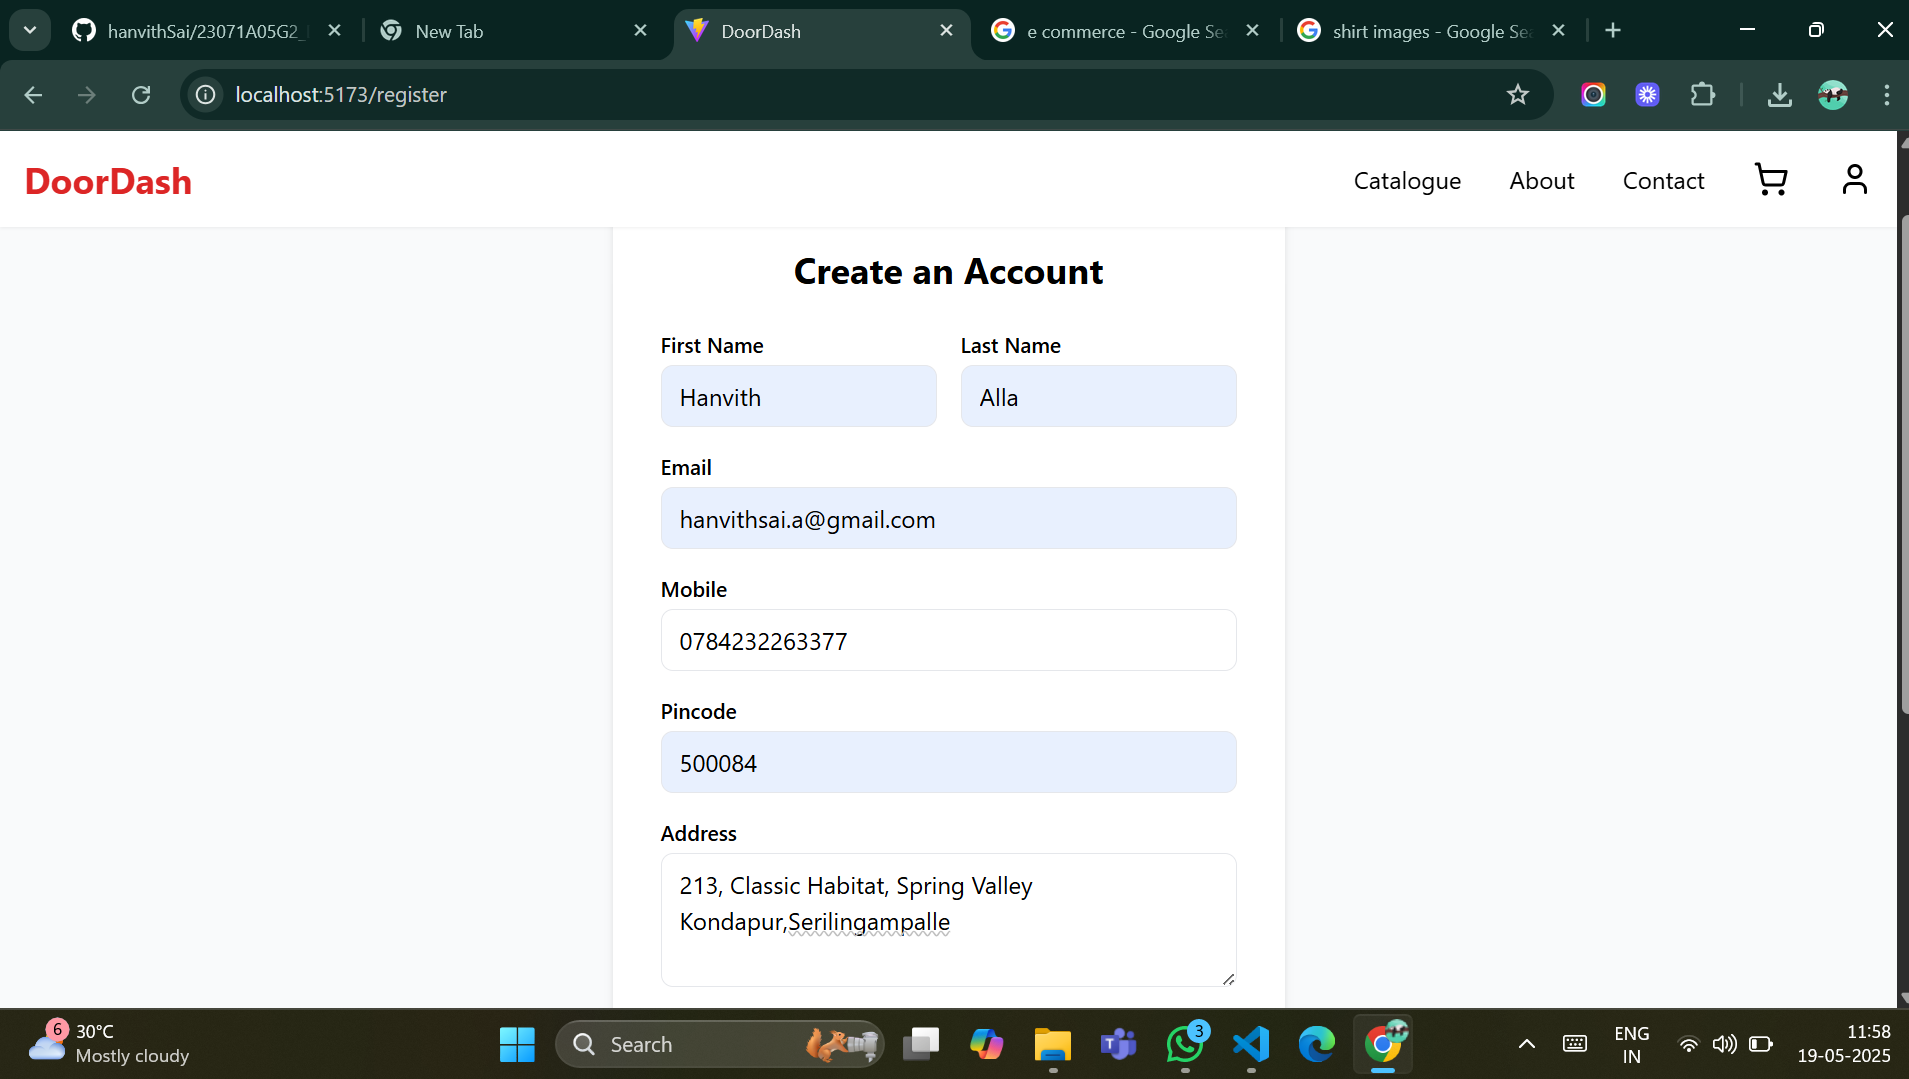 hanvithSai/23071A05G2_
New Tab
DoorDash
e commerce - Google Se
shirt images - Google Sea
localhost:5173/register
DoorDash
Catalogue
About
Contact
Create an Account
First Name
Last Name
Hanvith
Alla
Email
hanvithsai.a@gmail.com
Mobile
0784232263377
Pincode
500084
Address
213, Classic Habitat, Spring Valley
Kondapur,Serilingampalle
6
30°C
Mostly cloudy
Search
T
3
ENG
IN
11:58
19-05-2025